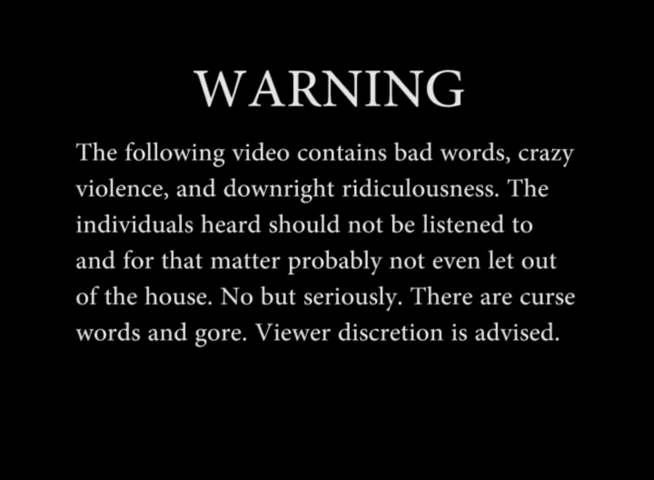 WARNING
The following video contains bad words, crazy
violence, and downright ridiculousness. The
individuals heard should not be listened to
and for that matter probably not even let out
of the house. No but seriously. There are curse
words and gore. Viewer discretion is advised.